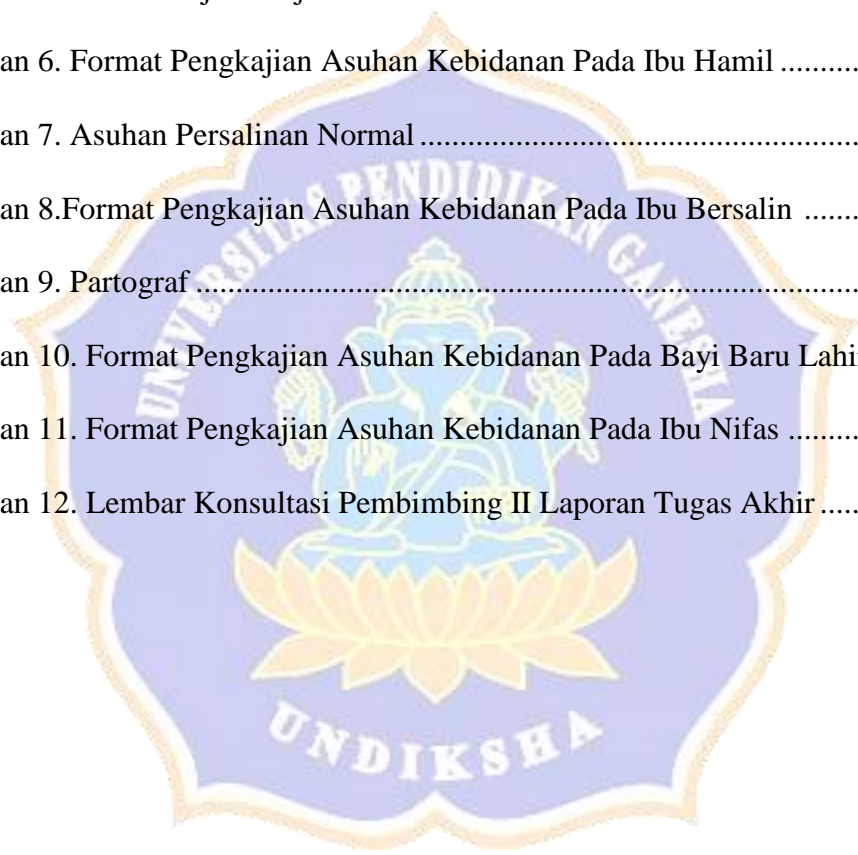 an 6. Format Pengkajian Asuhan Kebidanan Pada Ibu Hamil ..........
an 7. Asuhan Persalinan Normal .......................................................
an 8.Format Pengkajian Asuhan Kebidanan Pada Ibu Bersalin .......
an 9. Partograf ...................................................................................
an 10. Format Pengkajian Asuhan Kebidanan Pada Bayi Baru Lahi
an 11. Format Pengkajian Asuhan Kebidanan Pada Ibu Nifas .........
an 12. Lembar Konsultasi Pembimbing II Laporan Tugas Akhir .....
UNIVERSITAS PENDIDIKAN GANESHA
UNDIKSHA